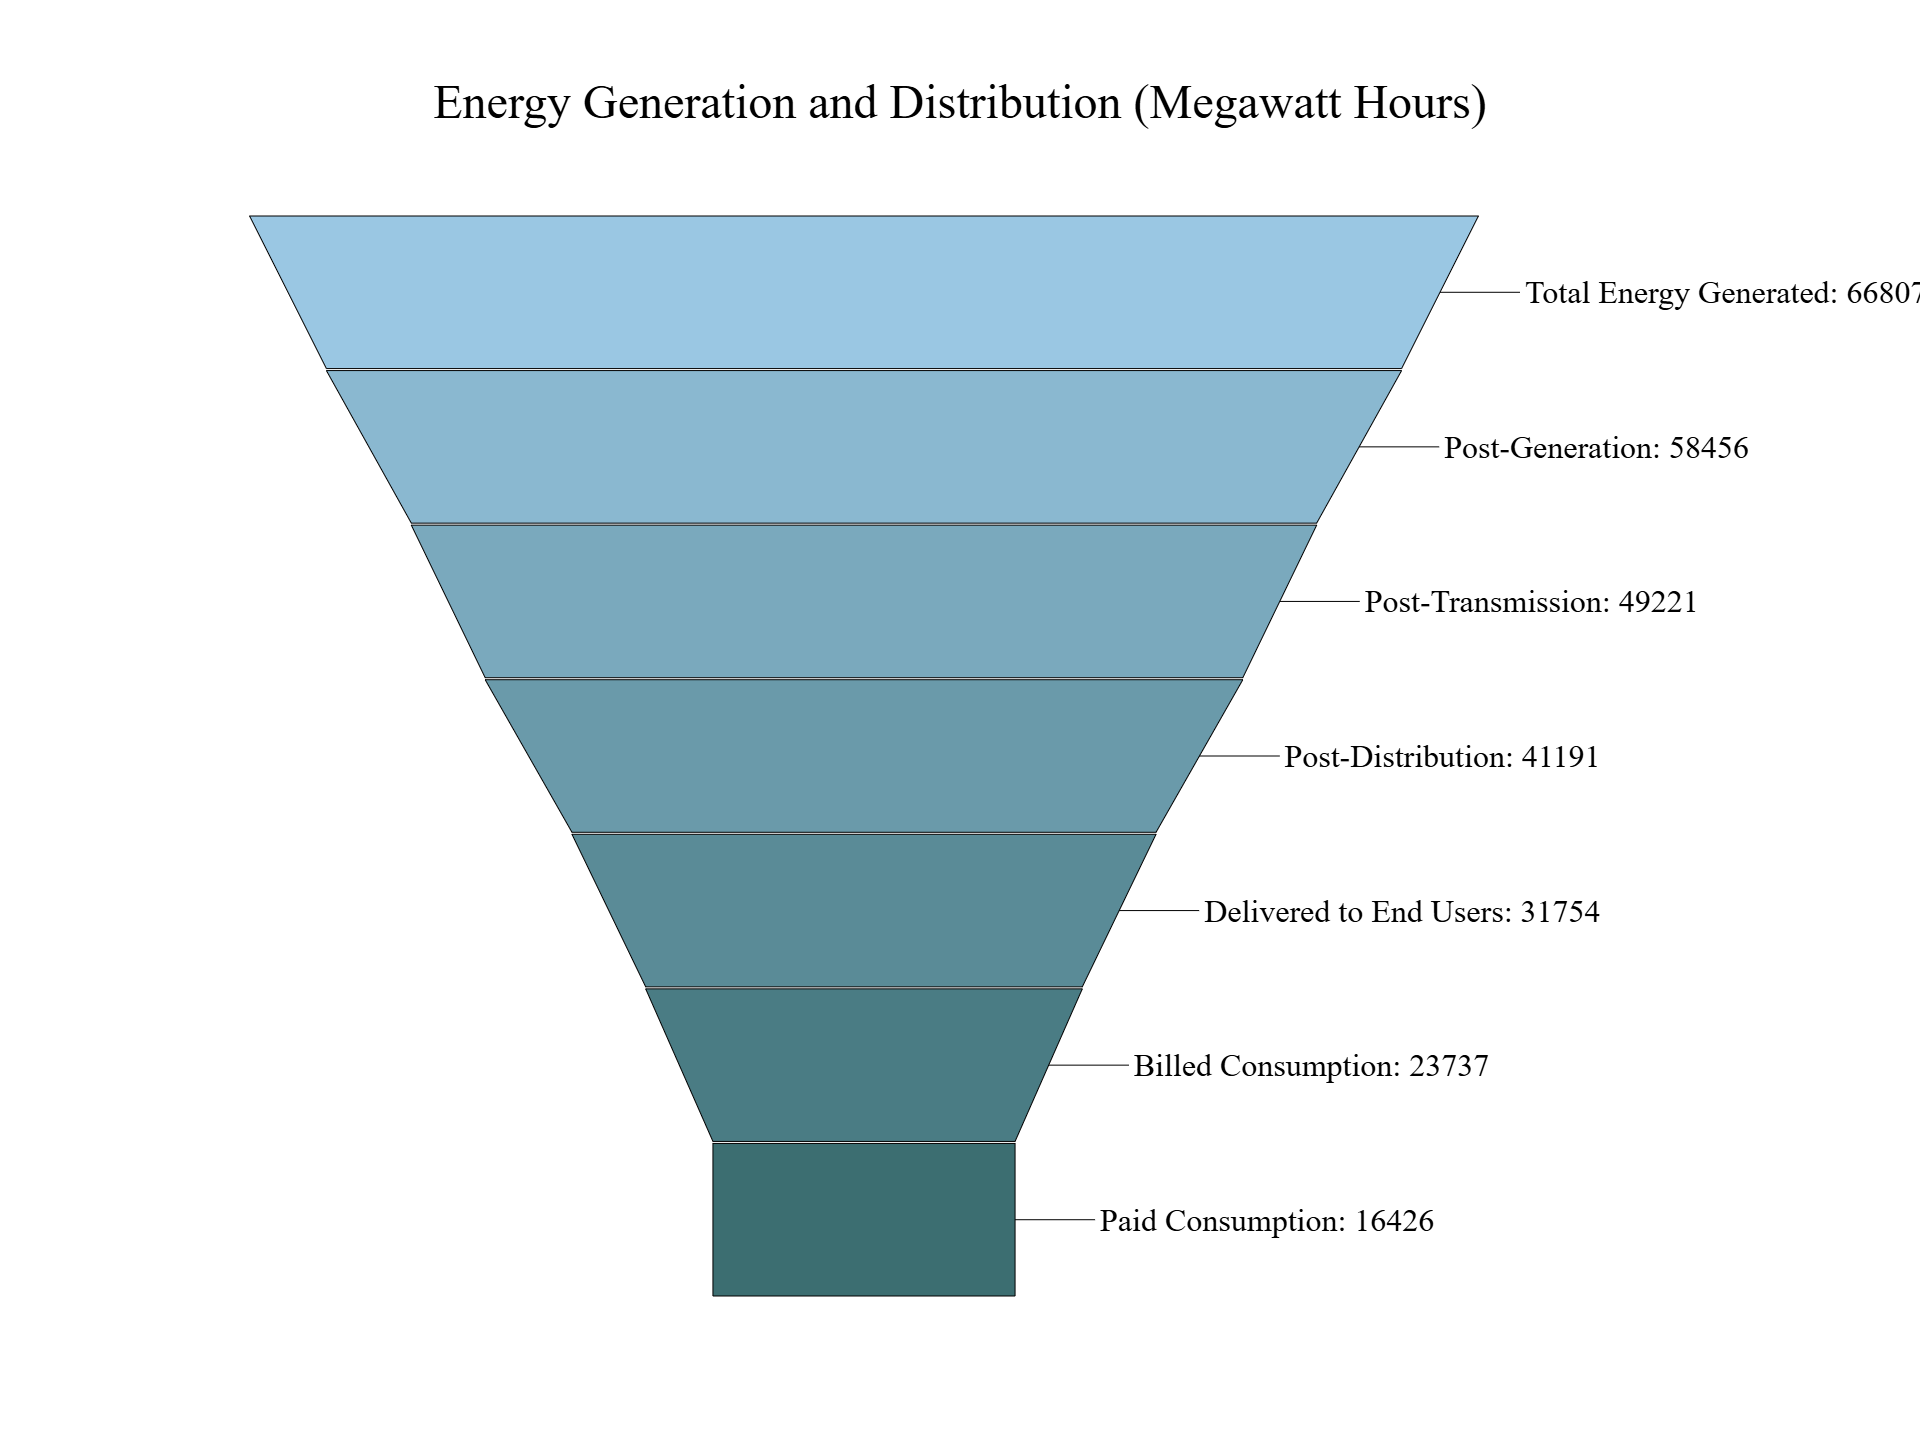 Energy Generation and Distribution (Megawatt Hours)
Total Energy Generated: 66807
Post-Generation: 58456
Post-Transmission: 49221
Post-Distribution: 41191
Delivered to End Users: 31754
Billed Consumption: 23737
Paid Consumption: 16426